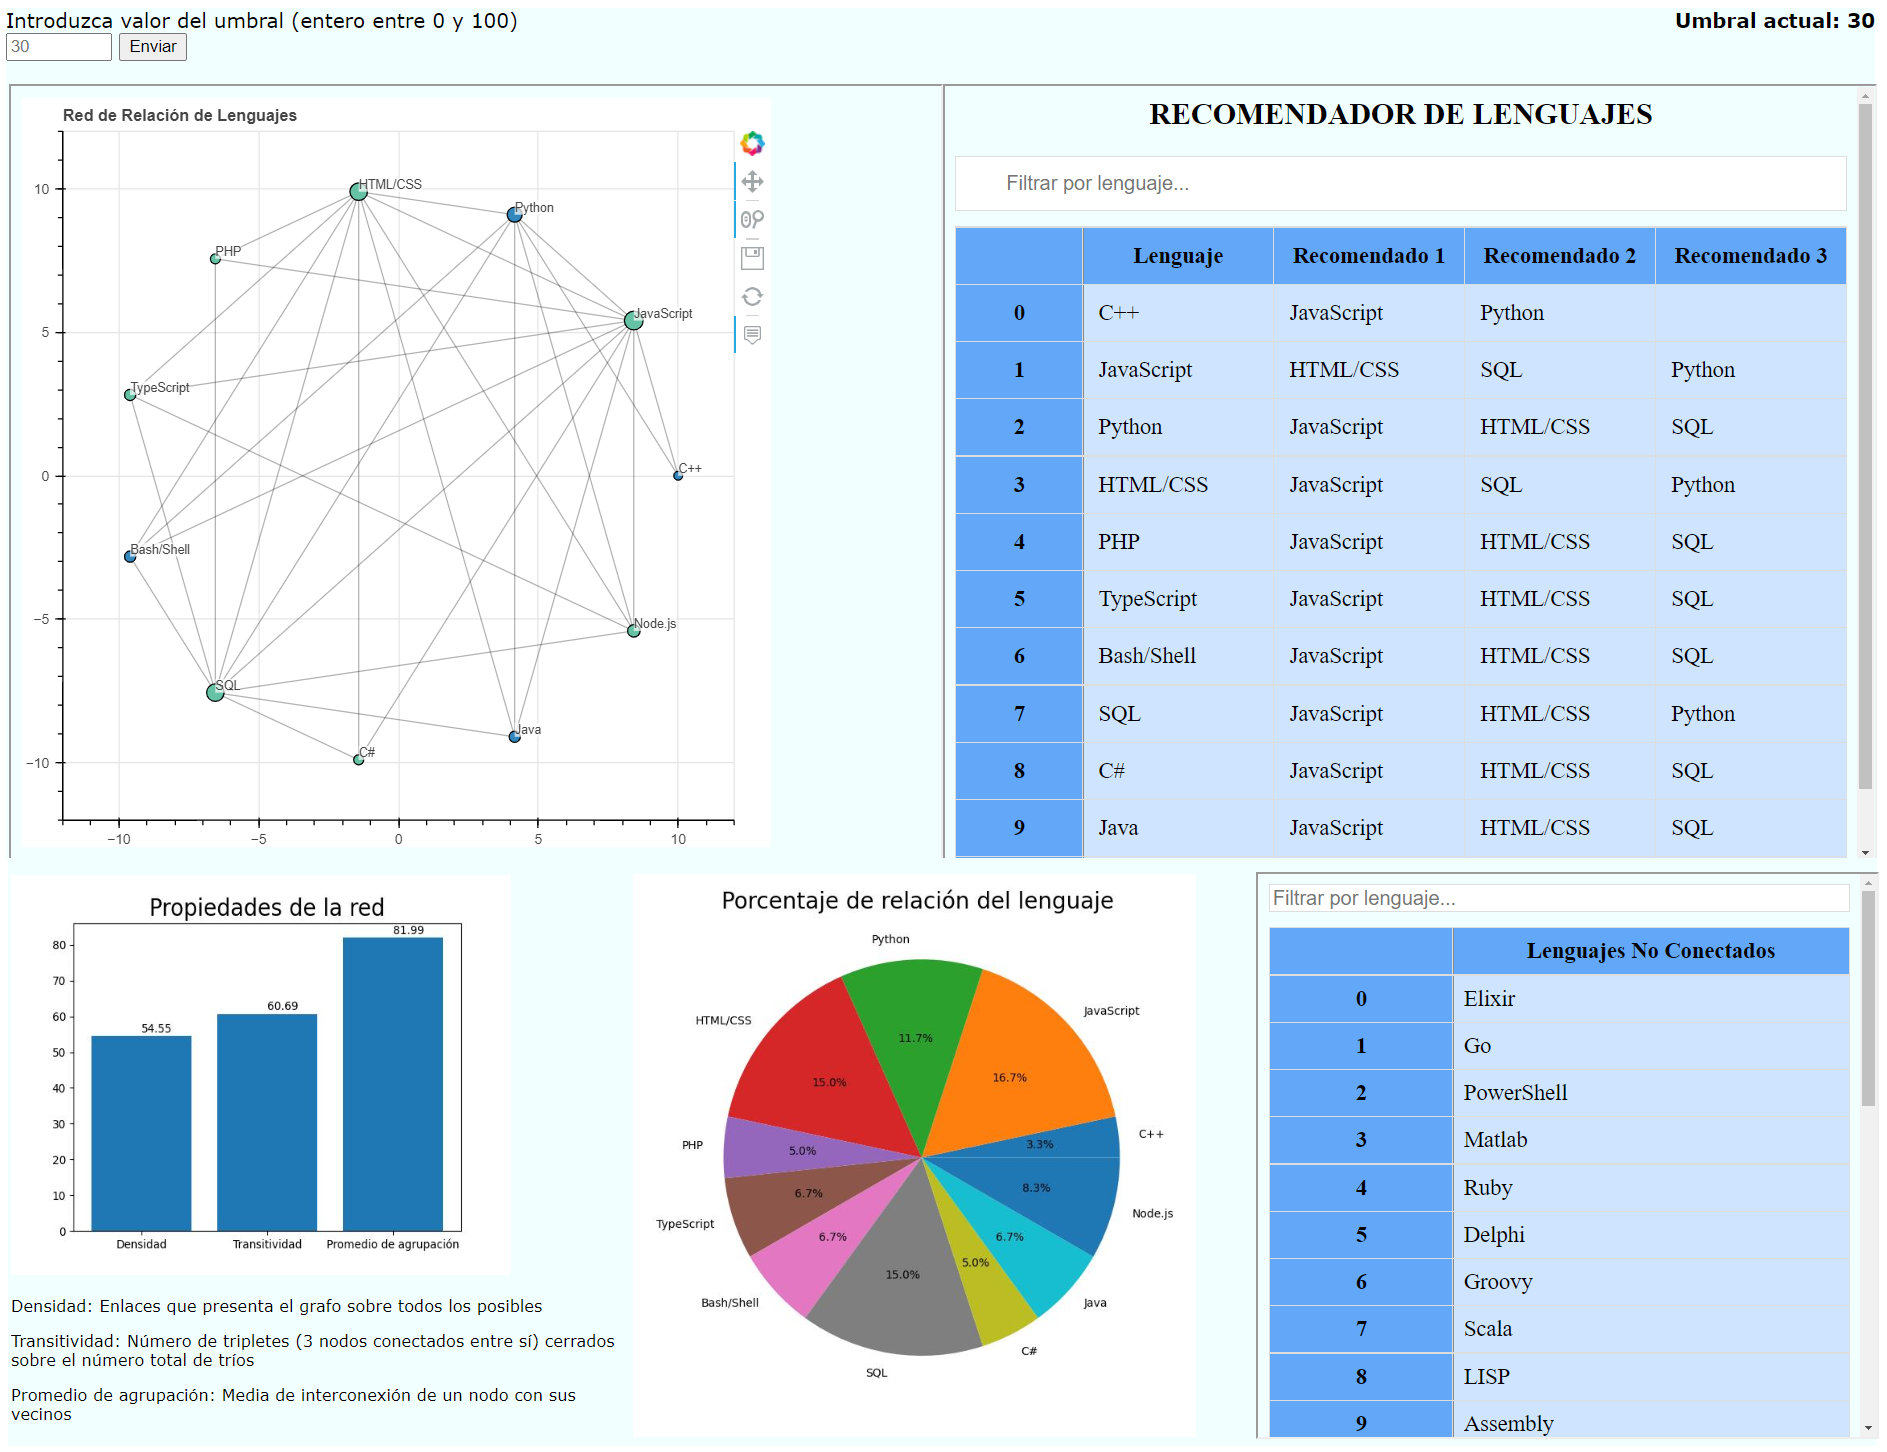 Introduzca valor del umbral (entero entre 0 y 100)
Umbral actual: 30
30 Enviar
Red de Relación de Lenguajes
10
5
0
−5
−10
−10 −5 0 5 10
HTML/CSS
Python
PHP
JavaScript
TypeScript
C++
Bash/Shell
Node.js
SQL
Java
C#
RECOMENDADOR DE LENGUAJES
Filtrar por lenguaje...
Lenguaje Recomendado 1 Recomendado 2 Recomendado 3
0 C++ JavaScript Python
1 JavaScript HTML/CSS SQL Python
2 Python JavaScript HTML/CSS SQL
3 HTML/CSS JavaScript SQL Python
4 PHP JavaScript HTML/CSS SQL
5 TypeScript JavaScript HTML/CSS SQL
6 Bash/Shell JavaScript HTML/CSS SQL
7 SQL JavaScript HTML/CSS Python
8 C# JavaScript HTML/CSS SQL
9 Java JavaScript HTML/CSS SQL
Propiedades de la red
80
70
60
50
40
30
20
10
0
54.55
60.69
81.99
Densidad Transitividad Promedio de agrupación
Densidad: Enlaces que presenta el grafo sobre todos los posibles
Transitividad: Número de tripletes (3 nodos conectados entre sí) cerrados
sobre el número total de tríos
Promedio de agrupación: Media de interconexión de un nodo con sus
vecinos
Porcentaje de relación del lenguaje
Python
11.7%
JavaScript
16.7%
HTML/CSS
15.0%
C++
3.3%
PHP
5.0%
TypeScript
6.7%
Node.js
8.3%
Bash/Shell
6.7%
Java
6.7%
SQL
15.0%
C#
5.0%
Filtrar por lenguaje...
Lenguajes No Conectados
0 Elixir
1 Go
2 PowerShell
3 Matlab
4 Ruby
5 Delphi
6 Groovy
7 Scala
8 LISP
9 Assembly